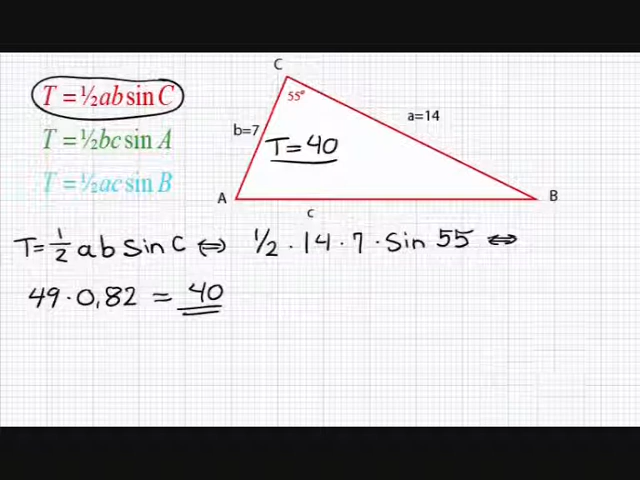 C
T = ½ab sin C
55°
a=14
b=7
T = ½bc sin A
T=40
T = ½ac sin B
A
B
c
T=½ab sin C ⇔ ½·14·7·sin 55 ⇔
49·0,82 = 40